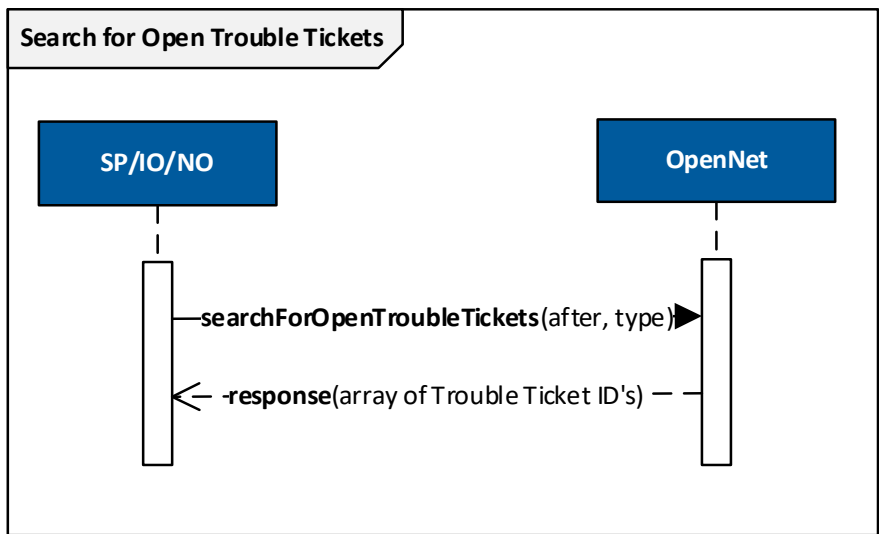 Search for Open Trouble Tickets
SP/IO/NO
OpenNet
searchForOpenTroubleTickets(after, type)
-response(array of Trouble Ticket ID's)